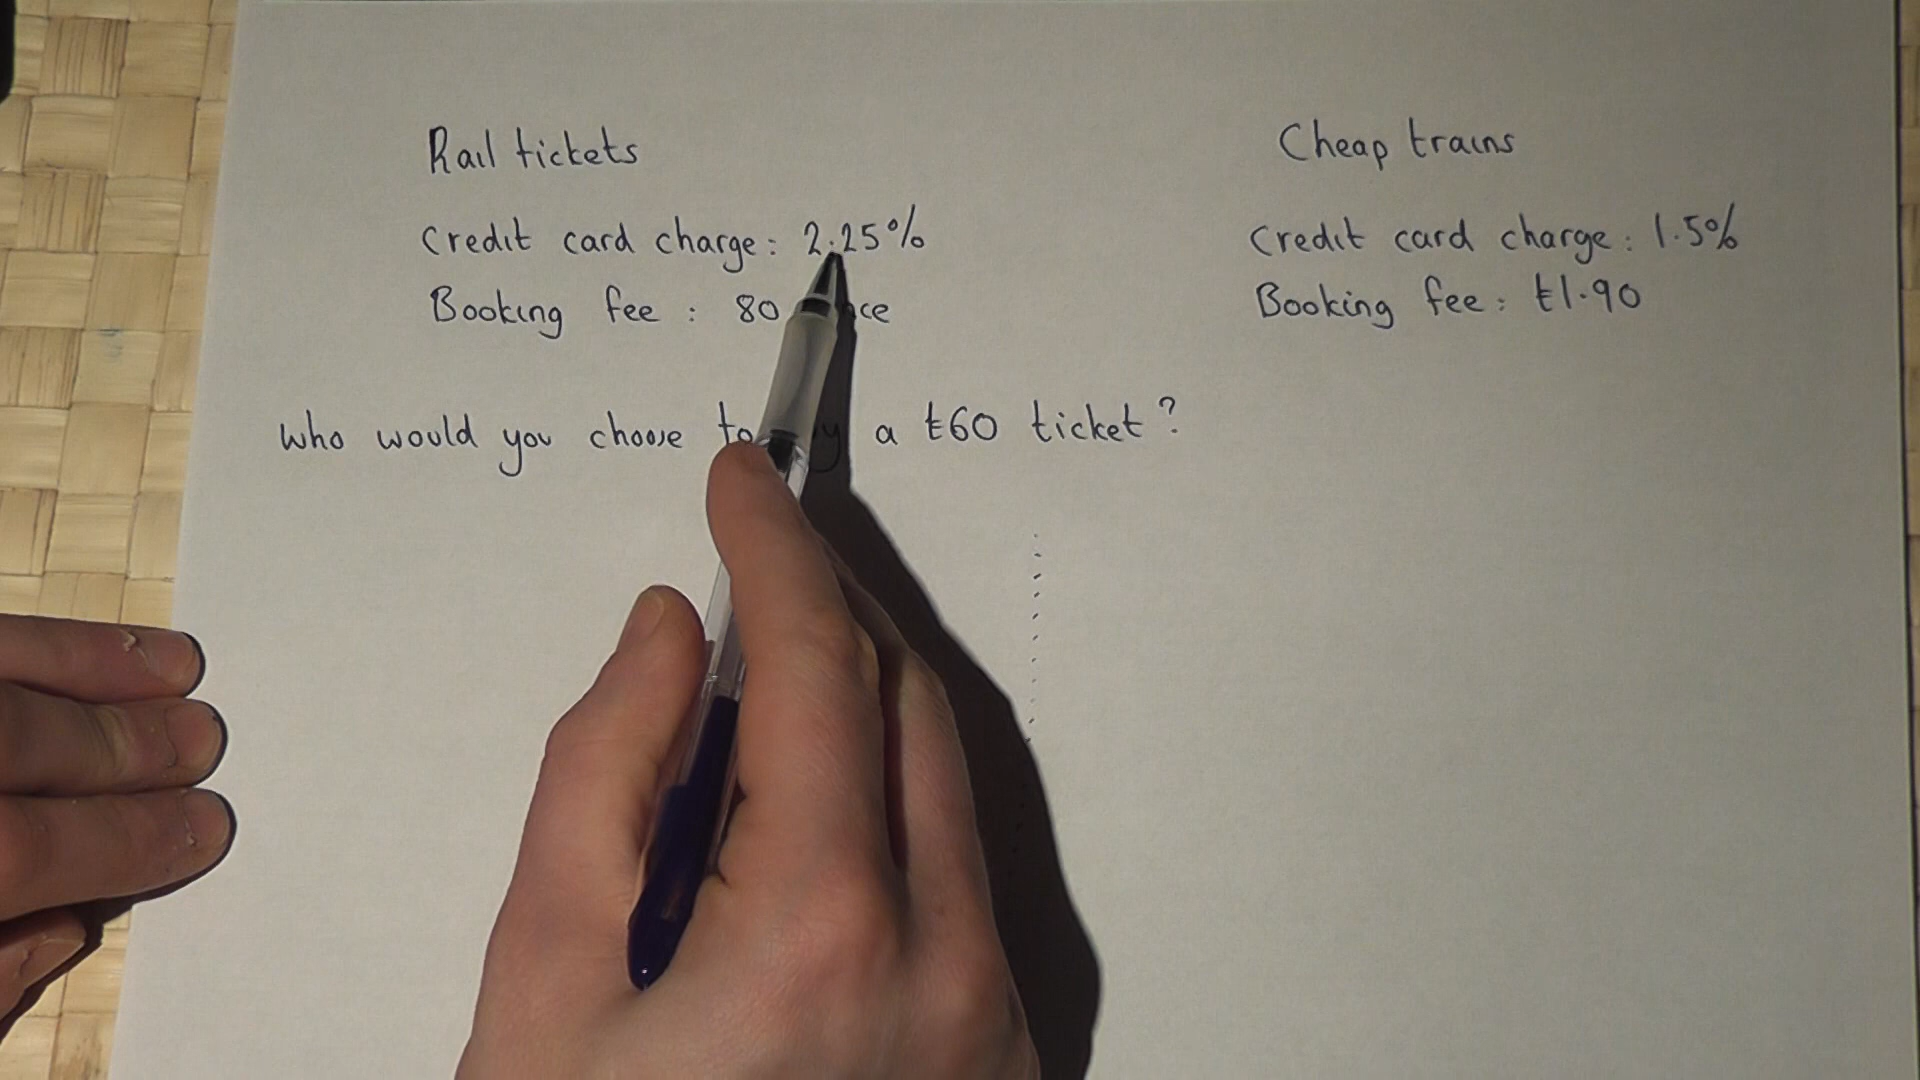 Rail tickets
Credit card charge: 2.25%
Booking fee: 80
Cheap trains
Credit card charge: 1.5%
Booking fee: £1.90
Who would you choose to a £60 ticket?